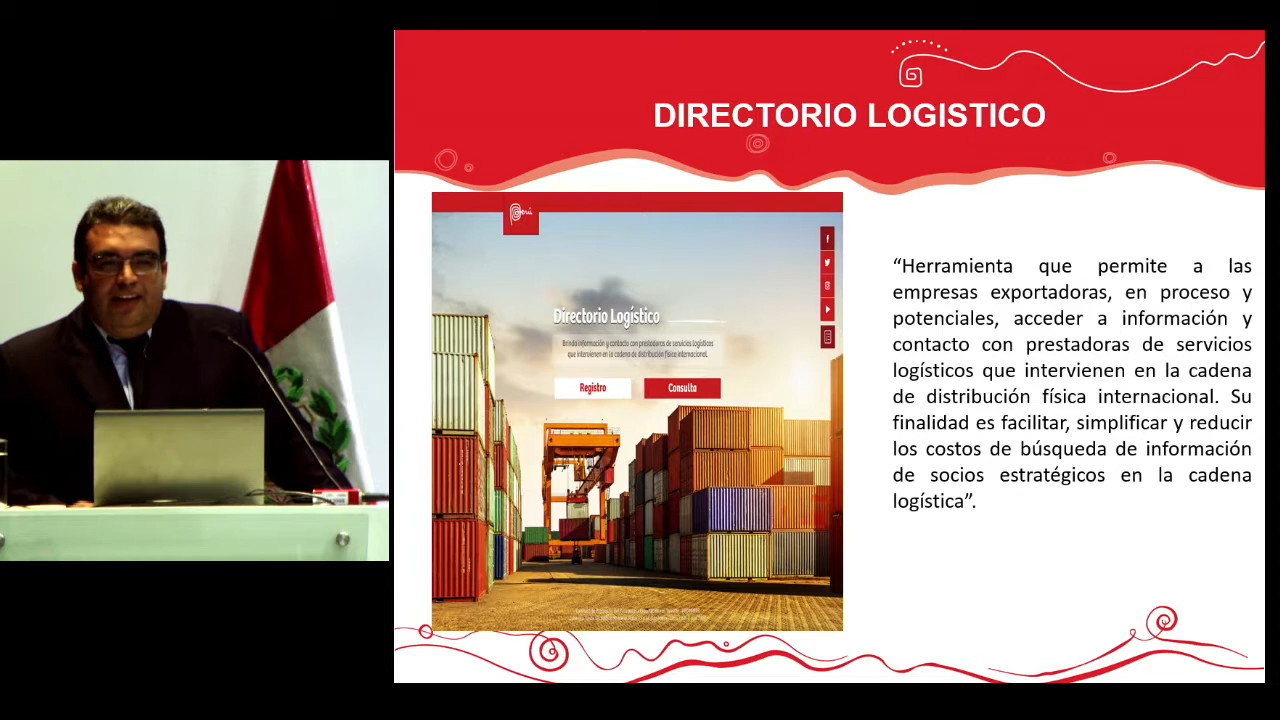 DIRECTORIO LOGISTICO
Perú
Directorio Logístico
Brinda información y contacto con prestadoras de servicios logísticos
que intervienen en la cadena de distribución física internacional.
Registro
Consulta
“Herramienta que permite a las
empresas exportadoras, en proceso y
potenciales, acceder a información y
contacto con prestadoras de servicios
logísticos que intervienen en la cadena
de distribución física internacional. Su
finalidad es facilitar, simplificar y reducir
los costos de búsqueda de información
de socios estratégicos en la cadena
logística”.